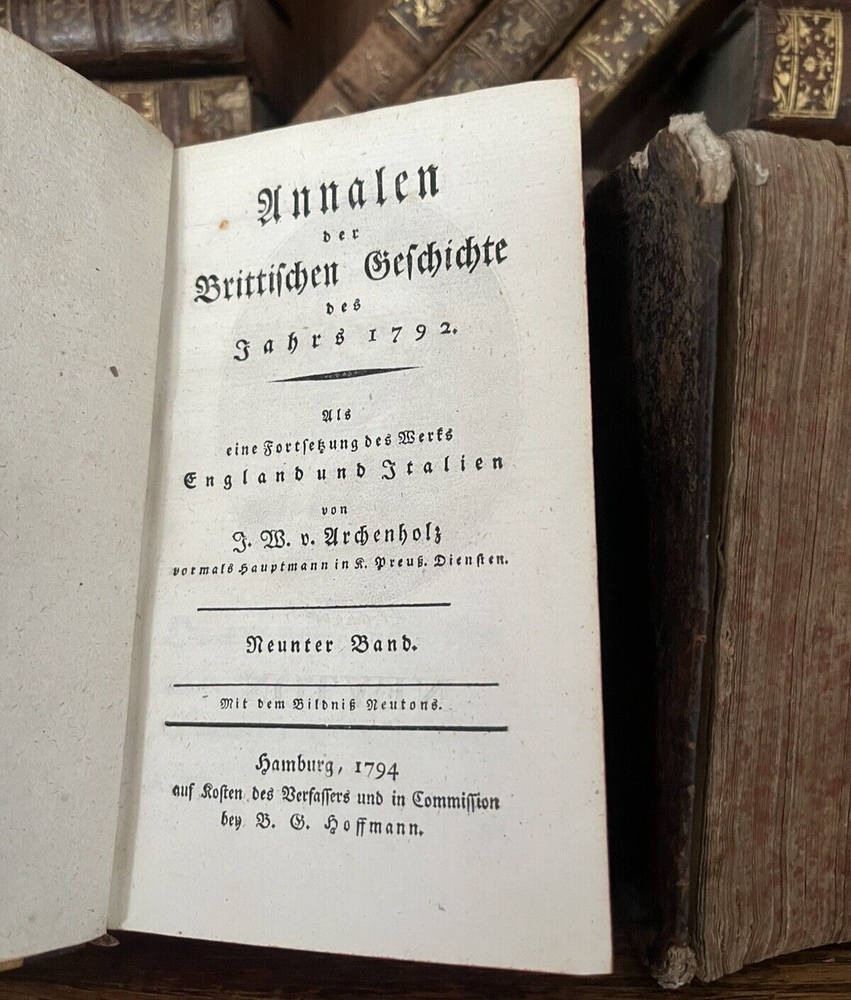 Annalen
der
Brittiſchen Geſchichte
des
Jahrs 1792.
Als
eine Fortſetzung des Werks
England und Italien
von
J. W. v. Archenholz
vormals Hauptmann in K. Preuß. Dienſten.
Neunter Band.
Mit dem Bildniß Neutons.
Hamburg, 1794
auf Koſten des Verfaſſers und in Commiſſion
bey B. G. Hoffmann.